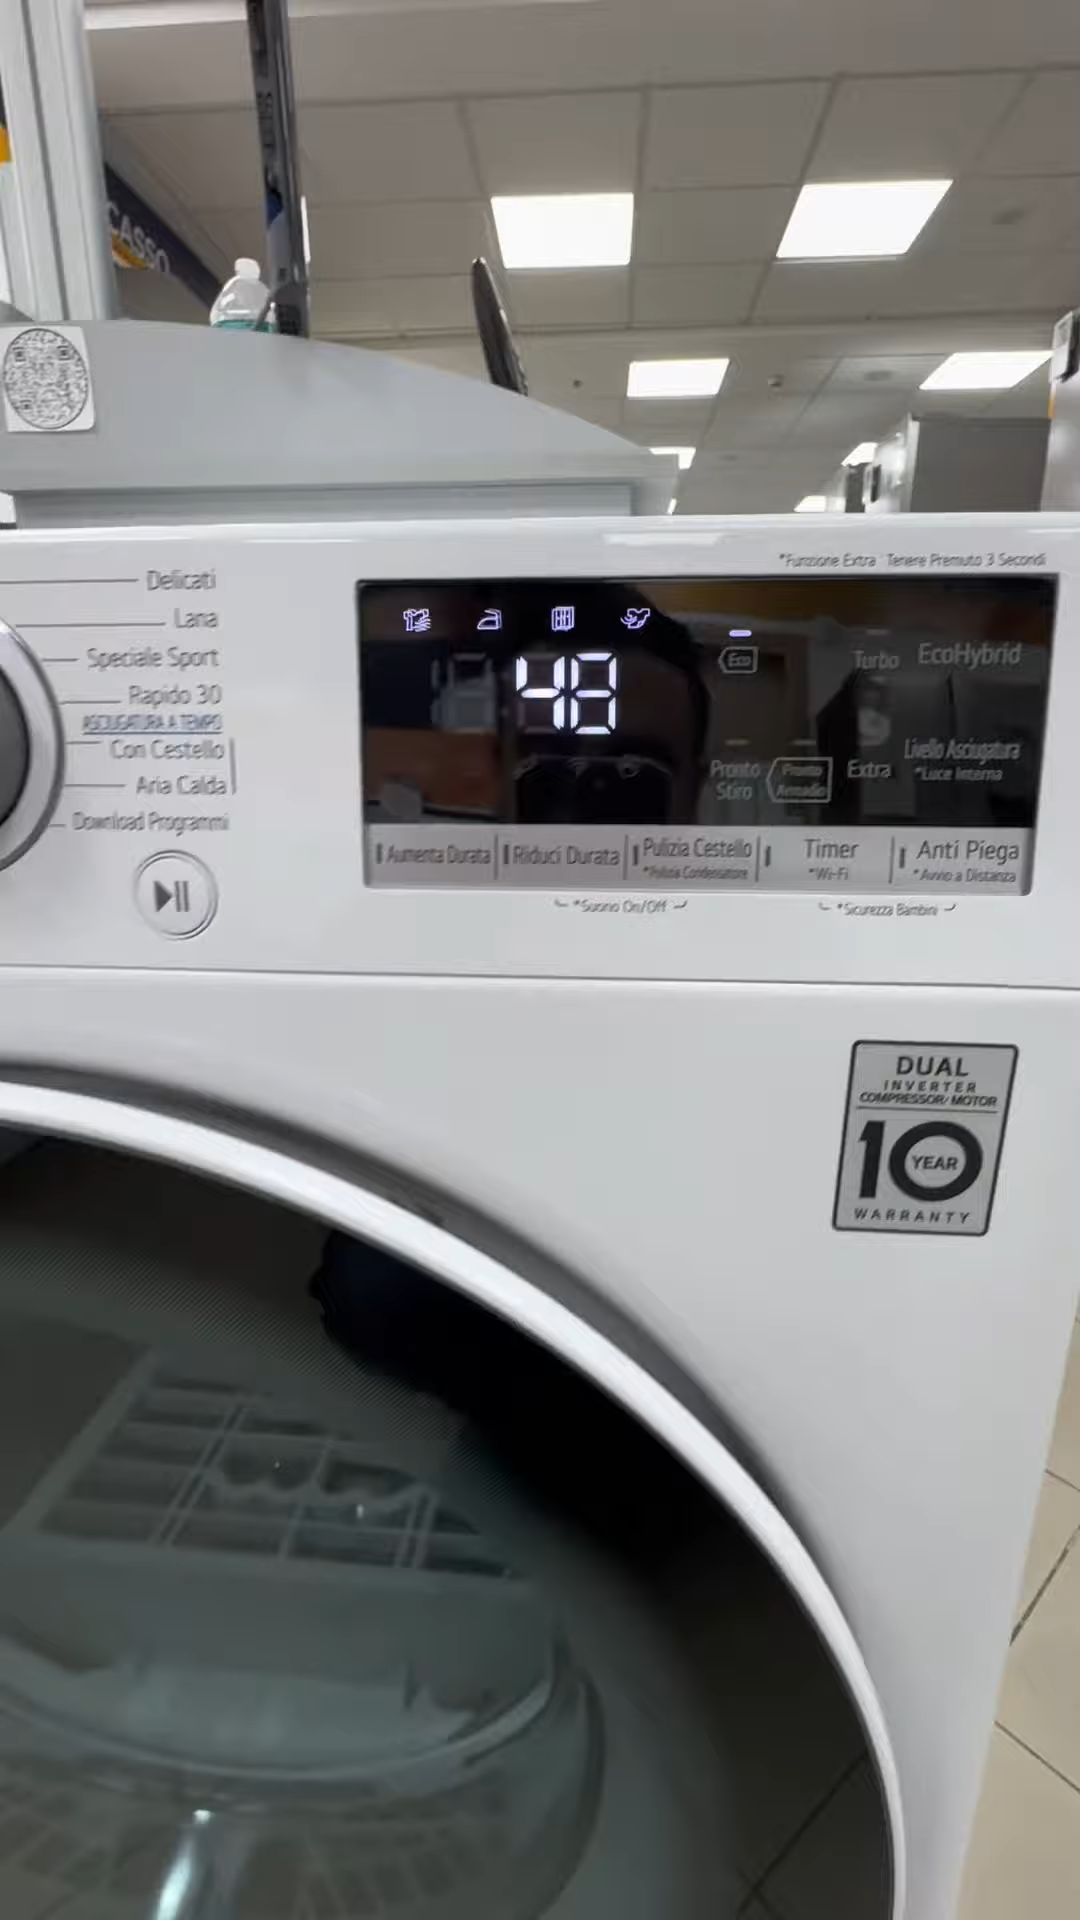 CASSO
*Funzione Extra Tenere Premuto 3 Secondi
Delicati
Lana
Speciale Sport
Rapido 30
ASCIUGATURA A TEMPO
Con Cestello
Aria Calda
Download Programmi
48
Eco
Turbo
EcoHybrid
Pronto Stiro
Pronto Armadio
Extra
Livello Asciugatura
*Luce Interna
Aumenta Durata
Riduci Durata
Pulizia Cestello
*Pulizia Condensatore
Timer
*Wi-Fi
Anti Piega
*Avvio a Distanza
*Suono On/Off
*Sicurezza Bambini
DUAL
INVERTER
COMPRESSOR/MOTOR
10 YEAR
WARRANTY